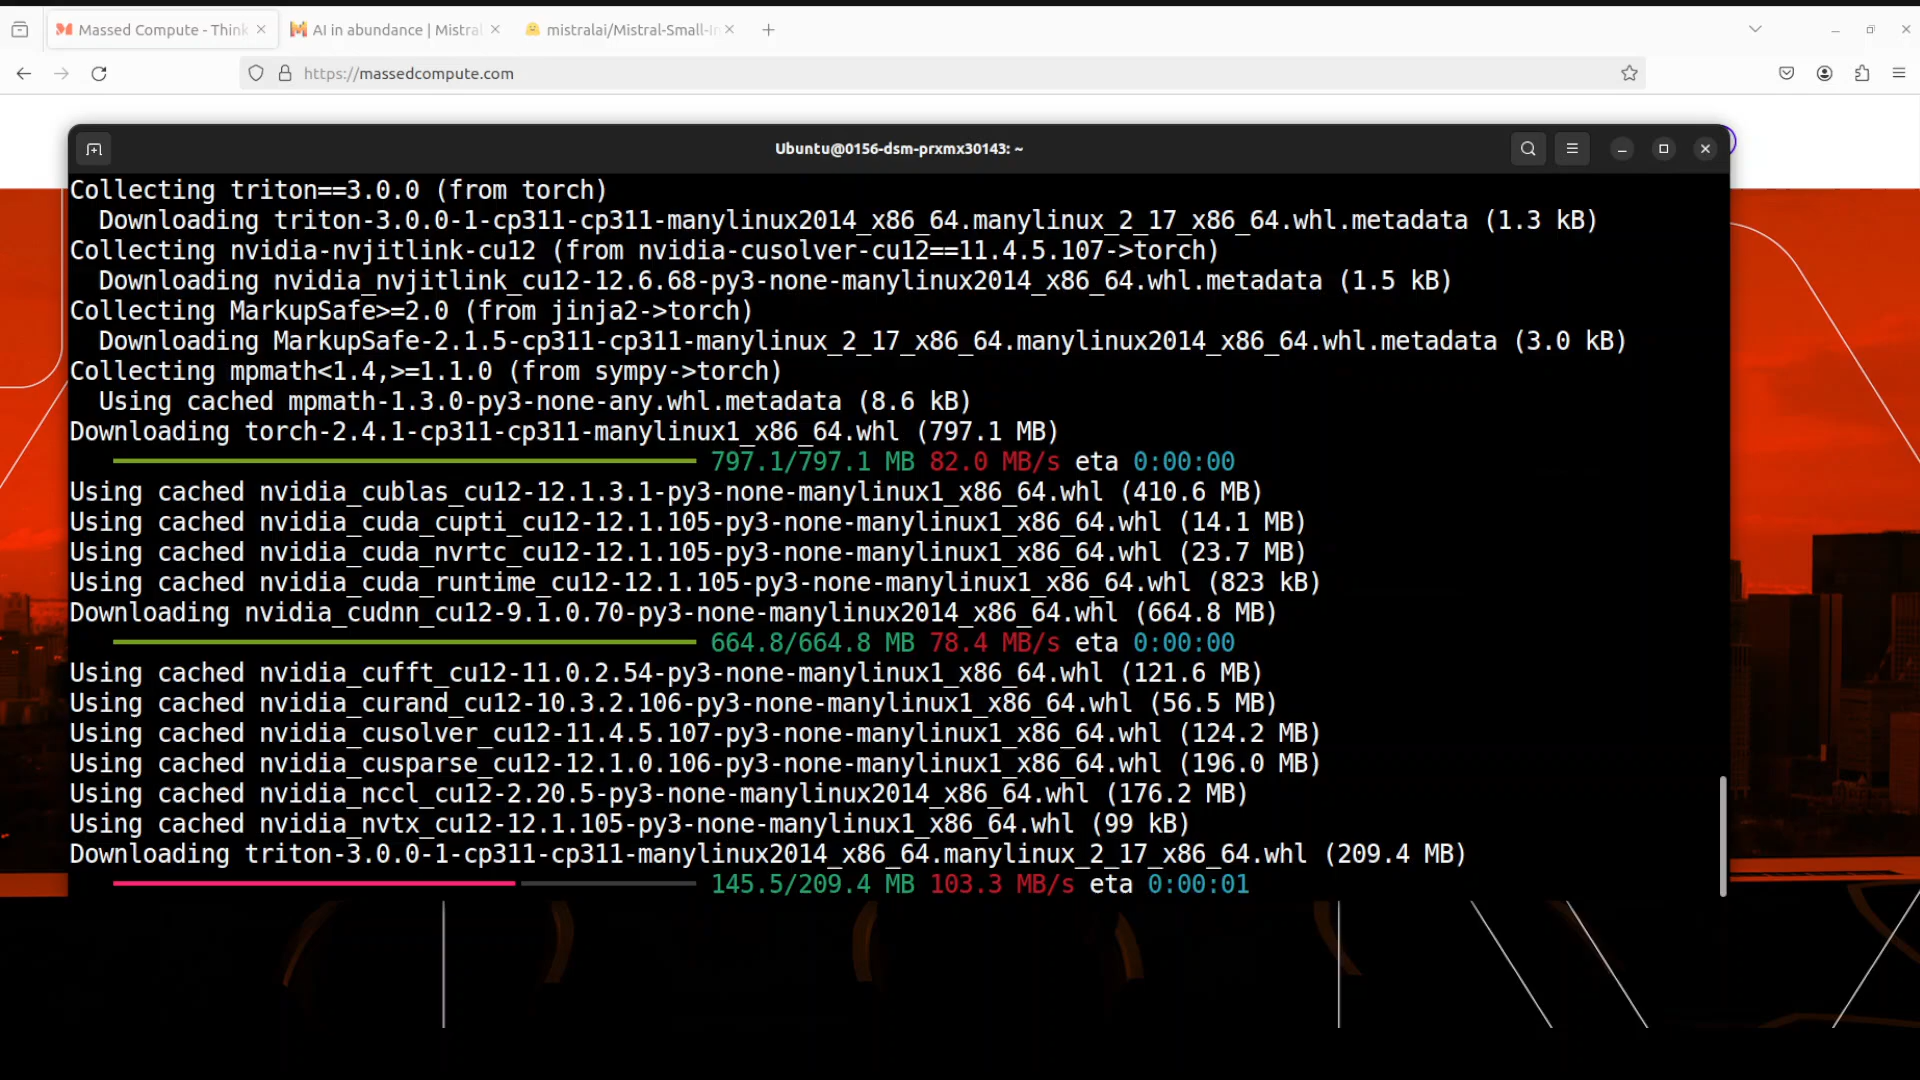 Massed Compute - Think
AI in abundance | Mistral
mistralai/Mistral-Small-In
https://massedcompute.com
Ubuntu@0156-dsm-prxmx30143: ~
Collecting triton==3.0.0 (from torch)
Downloading triton-3.0.0-1-cp311-cp311-manylinux2014_x86_64.manylinux_2_17_x86_64.whl.metadata (1.3 kB)
Collecting nvidia-nvjitlink-cu12 (from nvidia-cusolver-cu12==11.4.5.107->torch)
Downloading nvidia_nvjitlink_cu12-12.6.68-py3-none-manylinux2014_x86_64.whl.metadata (1.5 kB)
Collecting MarkupSafe>=2.0 (from jinja2->torch)
Downloading MarkupSafe-2.1.5-cp311-cp311-manylinux_2_17_x86_64.manylinux2014_x86_64.whl.metadata (3.0 kB)
Collecting mpmath<1.4,>=1.1.0 (from sympy->torch)
Using cached mpmath-1.3.0-py3-none-any.whl.metadata (8.6 kB)
Downloading torch-2.4.1-cp311-cp311-manylinux1_x86_64.whl (797.1 MB)
797.1/797.1 MB 82.0 MB/s eta 0:00:00
Using cached nvidia_cublas_cu12-12.1.3.1-py3-none-manylinux1_x86_64.whl (410.6 MB)
Using cached nvidia_cuda_cupti_cu12-12.1.105-py3-none-manylinux1_x86_64.whl (14.1 MB)
Using cached nvidia_cuda_nvrtc_cu12-12.1.105-py3-none-manylinux1_x86_64.whl (23.7 MB)
Using cached nvidia_cuda_runtime_cu12-12.1.105-py3-none-manylinux1_x86_64.whl (823 kB)
Downloading nvidia_cudnn_cu12-9.1.0.70-py3-none-manylinux2014_x86_64.whl (664.8 MB)
664.8/664.8 MB 78.4 MB/s eta 0:00:00
Using cached nvidia_cufft_cu12-11.0.2.54-py3-none-manylinux1_x86_64.whl (121.6 MB)
Using cached nvidia_curand_cu12-10.3.2.106-py3-none-manylinux1_x86_64.whl (56.5 MB)
Using cached nvidia_cusolver_cu12-11.4.5.107-py3-none-manylinux1_x86_64.whl (124.2 MB)
Using cached nvidia_cusparse_cu12-12.1.0.106-py3-none-manylinux1_x86_64.whl (196.0 MB)
Using cached nvidia_nccl_cu12-2.20.5-py3-none-manylinux2014_x86_64.whl (176.2 MB)
Using cached nvidia_nvtx_cu12-12.1.105-py3-none-manylinux1_x86_64.whl (99 kB)
Downloading triton-3.0.0-1-cp311-cp311-manylinux2014_x86_64.manylinux_2_17_x86_64.whl (209.4 MB)
145.5/209.4 MB 103.3 MB/s eta 0:00:01